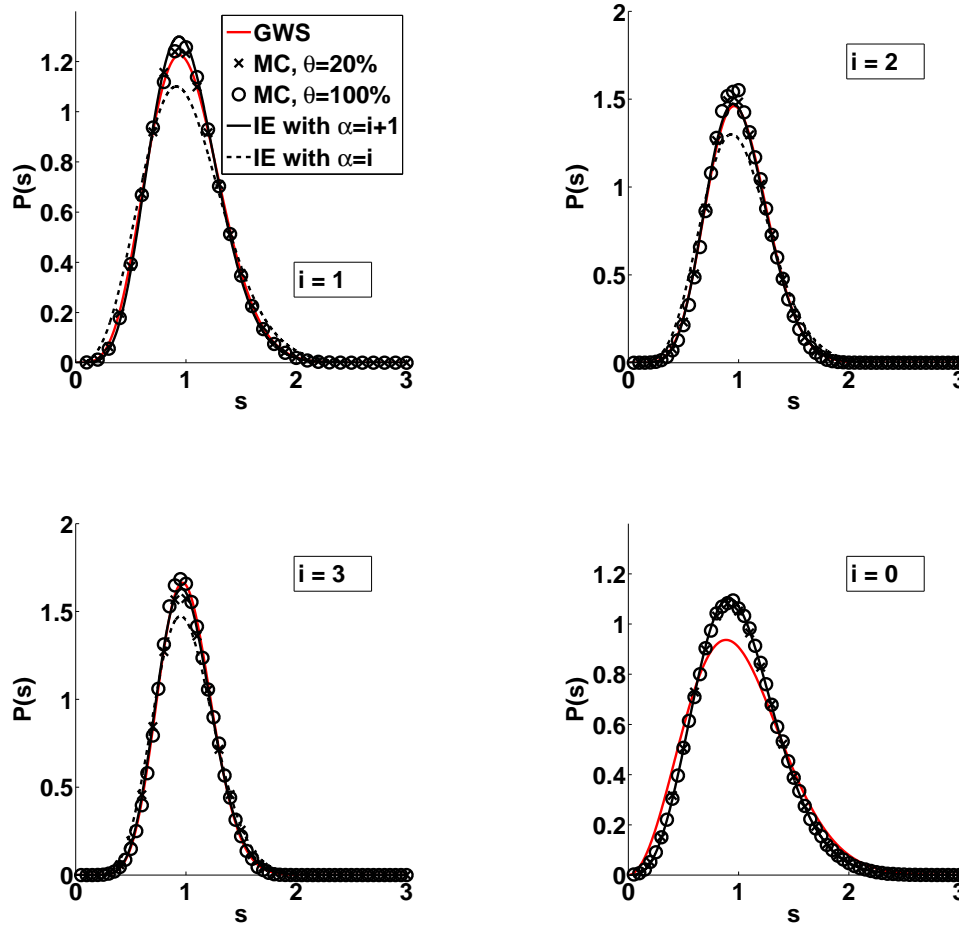 GWS
MC, θ=20%
MC, θ=100%
IE with α=i+1
IE with α=i
i = 1
P(s)
0
0.2
0.4
0.6
0.8
1
1.2
0 1 2 3
s
i = 2
P(s)
0
0.5
1
1.5
2
0 1 2 3
s
i = 3
P(s)
0
0.5
1
1.5
2
0 1 2 3
s
i = 0
P(s)
0
0.2
0.4
0.6
0.8
1
1.2
0 1 2 3
s